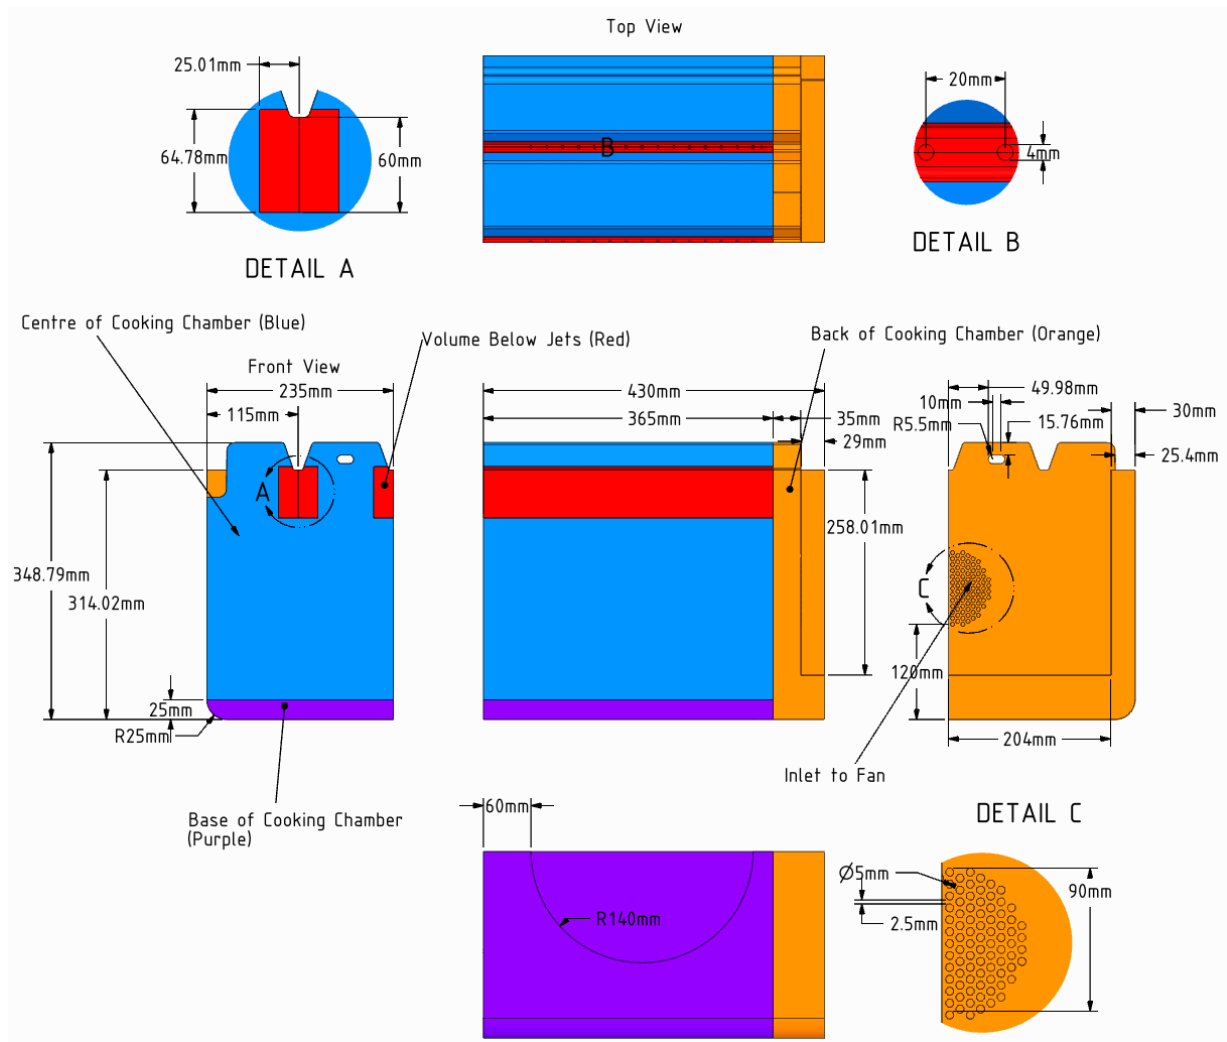 Top View
25.01mm
64.78mm
60mm
DETAIL A
B
20mm
4mm
DETAIL B
Centre of Cooking Chamber (Blue)
Volume Below Jets (Red)
Back of Cooking Chamber (Orange)
Front View
235mm
115mm
A
348.79mm
314.02mm
25mm
R25mm
430mm
365mm
35mm
29mm
258.01mm
49.98mm
10mm
R5.5mm
15.76mm
30mm
25.4mm
C
120mm
204mm
Inlet to Fan
Base of Cooking Chamber
(Purple)
60mm
R140mm
DETAIL C
Ø5mm
2.5mm
90mm